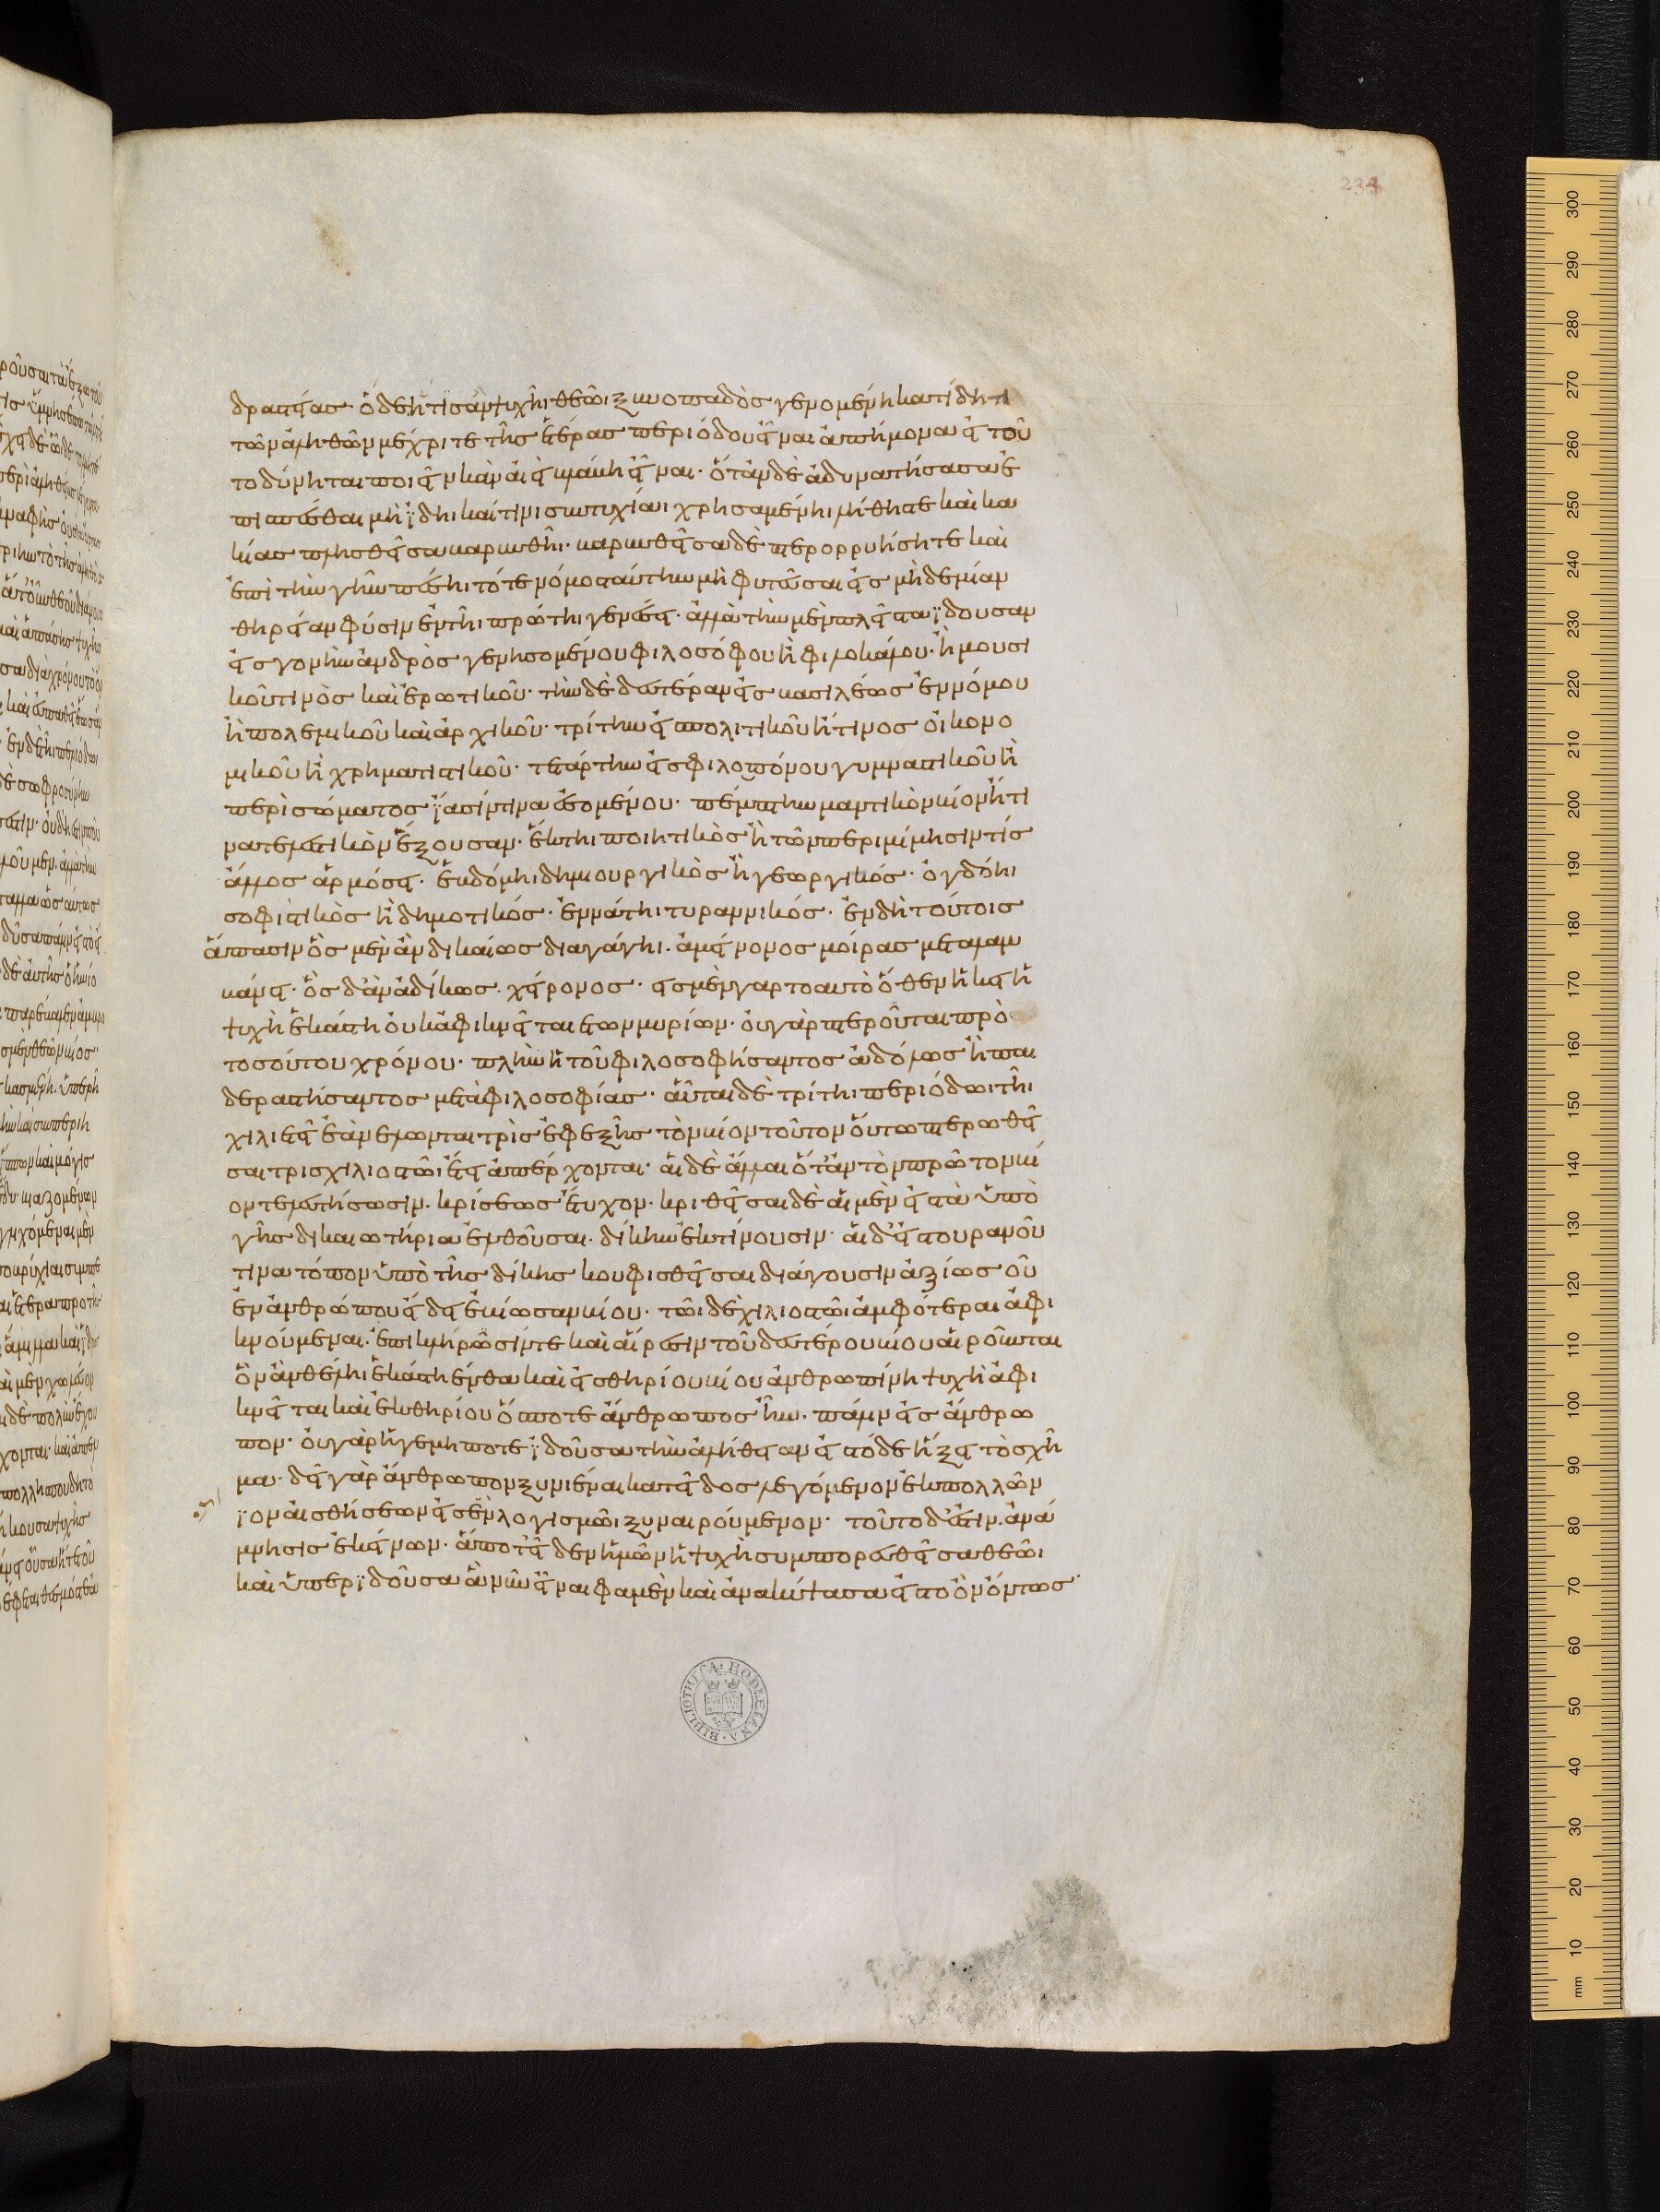 234
δραστείας· ὅδε ἥτις ἂν ψυχῆι θεῶι ξυνοπαδὸς γενομένη κατίδηι τι
τῶν ἀληθῶν μέχρι τε τῆς ἑτέρας περιόδου εἶναι ἀπήμονα εἰ τοῦ
το δύνηται ποιεῖν κἂν ἀεὶ βλάβη εἶναι· ὅταν δὲ ἀδυνατήσασα ἐ
πισπέσθαι μὴ ἴδηι καί τινι συντυχίαι χρησαμένηι λήθης τε καὶ κα
κίας πλησθεῖσα βαρυνθῆι· βαρυνθεῖσα δὲ πτερορρυήσηι τε καὶ
ἐπὶ τὴν γῆν πέσηι· τότε νόμος ταύτην μὴ φυτεῦσαι εἰς μηδεμίαν
θηρείαν φύσιν ἐν τῆι πρώτηι γενέσει· ἀλλὰ τὴν μὲν πλεῖστα ἰδοῦσαν
εἰς γονὴν ἀνδρὸς γενησομένου φιλοσόφου ἢ φιλοκάλου· ἢ μουσι
κοῦ τινὸς καὶ ἐρωτικοῦ· τὴν δὲ δευτέραν εἰς βασιλέως ἐννόμου
ἢ πολεμικοῦ καὶ ἀρχικοῦ· τρίτην εἰς πολιτικοῦ ἤ τινος οἰκονο
μικοῦ ἢ χρηματιστικοῦ· τετάρτην εἰς φιλοπόνου γυμναστικοῦ ἢ
περὶ σώματος ἴασίν τινα ἐσομένου· πέμπτην μαντικὸν βίον ἤ τι
να τελεστικὸν ἕξουσαν· ἕκτηι ποιητικὸς ἢ τῶν περὶ μίμησίν τις
ἄλλος ἁρμόσει· ἑβδόμηι δημιουργικὸς ἢ γεωργικός· ὀγδόηι
σοφιστικὸς ἢ δημοτικός· ἐννάτηι τυραννικός· ἐν δὴ τούτοις
ἅπασιν ὃς μὲν ἂν δικαίως διαγάγηι· ἀμείνονος μοίρας μεταλαμ
βάνει· ὃς δ' ἂν ἀδίκως· χείρονος· εἰς μὲν γὰρ τὸ αὐτὸ ὅθεν ἥκει ἡ
ψυχὴ ἑκάστη οὐκ ἀφικνεῖται ἐτῶν μυρίων· οὐ γὰρ πτεροῦται πρὸ
τοσούτου χρόνου· πλὴν ἡ τοῦ φιλοσοφήσαντος ἀδόλως ἢ παι
δεραστήσαντος μετὰ φιλοσοφίας· αὗται δὲ τρίτηι περιόδωι τῆι
χιλιετεῖ ἐὰν ἕλωνται τρὶς ἐφεξῆς τὸν βίον τοῦτον οὕτω πτερωθεῖ
σαι τρισχιλιοστῶι ἔτει ἀπέρχονται· αἱ δὲ ἄλλαι ὅταν τὸν πρῶτον βί
ον τελευτήσωσιν· κρίσεως ἔτυχον· κριθεῖσαι δὲ αἱ μὲν εἰς τὰ ὑπὸ
γῆς δικαιωτήρια ἐλθοῦσαι· δίκην ἐκτίνουσιν· αἱ δ' εἰς τουρανοῦ
τινα τόπον ὑπὸ τῆς δίκης κουφισθεῖσαι διάγουσιν ἀξίως οὗ
ἐν ἀνθρώπου εἴδει ἐβίωσαν βίου· τῶι δὲ χιλιοστῶι ἀμφότεραι ἀφι
κνούμεναι· ἐπὶ κλήρωσίν τε καὶ αἵρεσιν τοῦ δευτέρου βίου αἱροῦνται
ὃν ἂν θέληι ἑκάστη ἔνθα καὶ εἰς θηρίου βίου ἀνθρωπίνη ψυχὴ ἀφι
κνεῖται καὶ ἐκ θηρίου ὅς ποτε ἄνθρωπος ἦν· πάλιν εἰς ἄνθρω
πον· οὐ γὰρ ἥ γε μήποτε ἰδοῦσα τὴν ἀλήθειαν εἰς τόδε ἥξει τὸ σχῆ
μα· δεῖ γὰρ ἄνθρωπον ξυνιέναι κατ' εἶδος λεγόμενον ἐκ πολλῶν
ἰὸν αἰσθήσεων εἰς ἓν λογισμῶι ξυναιρούμενον· τοῦτο δ' ἐστιν· ἀνά
μνησις ἐκείνων· ἅ ποτ' εἶδεν ἡμῶν ἡ ψυχὴ συμπορευθεῖσα θεῶι
καὶ ὑπεριδοῦσα ἃ νῦν εἶναι φαμὲν καὶ ἀνακύψασα εἰς τὸ ὂν ὄντως·
BIBLIOTHECA BODLEIANA